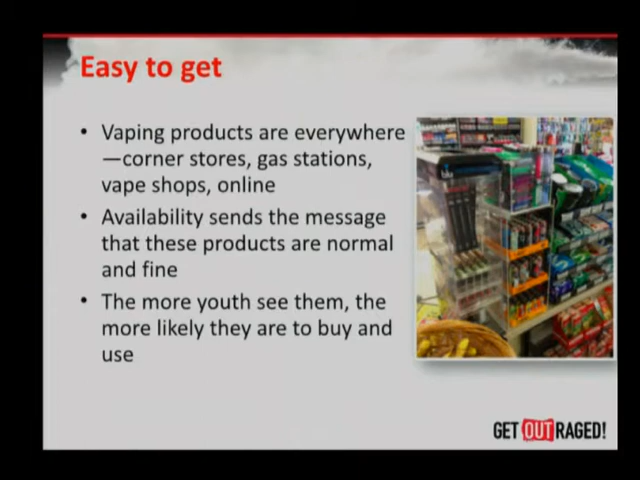 Easy to get
• Vaping products are everywhere
—corner stores, gas stations,
vape shops, online
• Availability sends the message
that these products are normal
and fine
• The more youth see them, the
more likely they are to buy and
use
GET OUTRAGED!